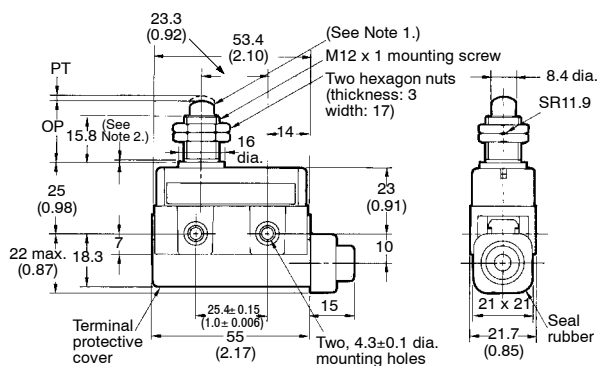 23.3
(0.92)
53.4
(2.10)
(See Note 1.)
M12 x 1 mounting screw
Two hexagon nuts
(thickness: 3
width: 17)
8.4 dia.
SR11.9
PT
OP
15.8
(See
Note 2.)
16
dia.
14
25
(0.98)
23
(0.91)
7
10
22 max.
(0.87)
18.3
25.4± 0.15
(1.0± 0.006)
15
21 x 21
Terminal
protective
cover
55
(2.17)
Two, 4.3±0.1 dia.
mounting holes
21.7
(0.85)
Seal
rubber